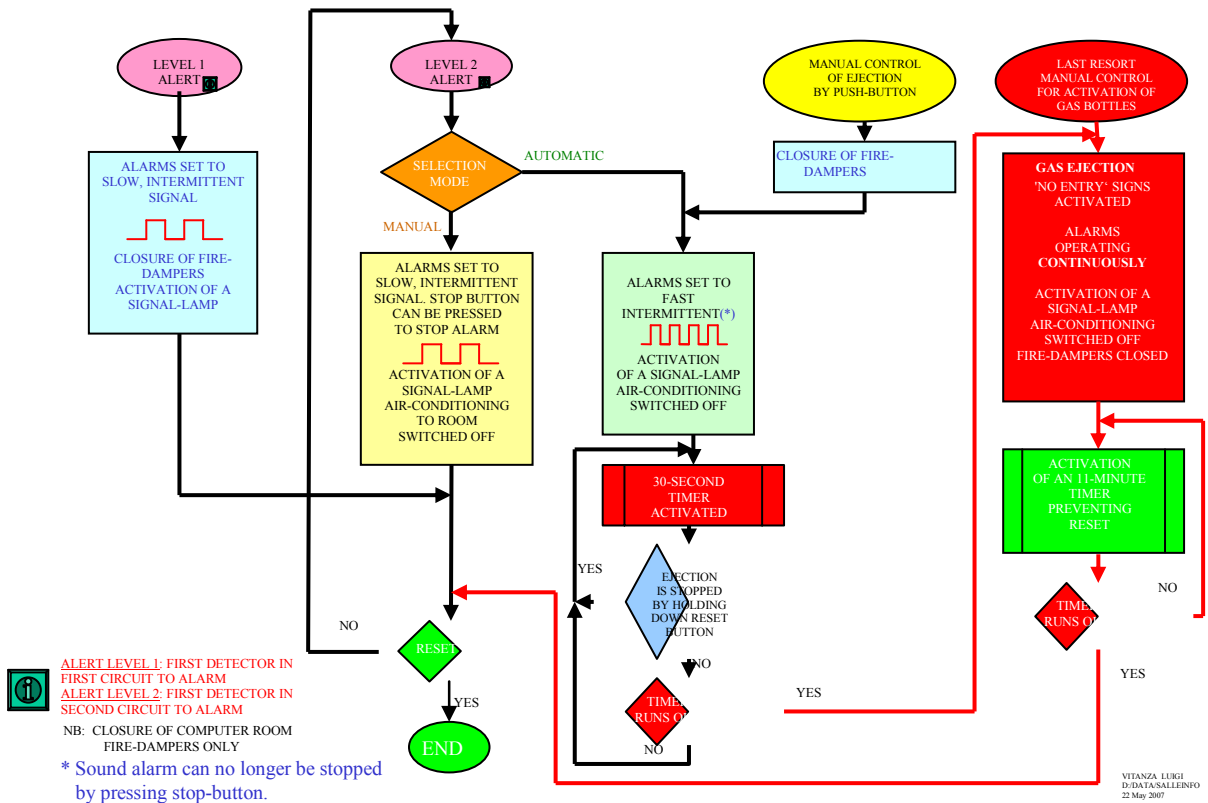 LEVEL 1
ALERT
LEVEL 2
ALERT
MANUAL CONTROL
OF EJECTION
BY PUSH-BUTTON
LAST RESORT
MANUAL CONTROL
FOR ACTIVATION OF
GAS BOTTLES
ALARMS SET TO
SLOW, INTERMITTENT
SIGNAL
CLOSURE OF FIRE-
DAMPERS
ACTIVATION OF A
SIGNAL-LAMP
SELECTION
MODE
AUTOMATIC
MANUAL
CLOSURE OF FIRE-
DAMPERS
GAS EJECTION
'NO ENTRY' SIGNS
ACTIVATED
ALARMS
OPERATING
CONTINUOUSLY
ACTIVATION OF A
SIGNAL-LAMP
AIR-CONDITIONING
SWITCHED OFF
FIRE-DAMPERS CLOSED
ALARMS SET TO
SLOW, INTERMITTENT
SIGNAL. STOP BUTTON
CAN BE PRESSED
TO STOP ALARM
ACTIVATION OF A
SIGNAL-LAMP
AIR-CONDITIONING
TO ROOM
SWITCHED OFF
ALARMS SET TO
FAST
INTERMITTENT(*)
ACTIVATION
OF A SIGNAL-LAMP
AIR-CONDITIONING
SWITCHED OFF
30-SECOND
TIMER
ACTIVATED
ACTIVATION
OF AN 11-MINUTE
TIMER
PREVENTING
RESET
YES
EJECTION
IS STOPPED
BY HOLDING
DOWN RESET
BUTTON
NO
TIME
RUNS O
NO
YES
TIME
RUNS O
NO
YES
NO
RESET
YES
END
ALERT LEVEL 1: FIRST DETECTOR IN
FIRST CIRCUIT TO ALARM
ALERT LEVEL 2: FIRST DETECTOR IN
SECOND CIRCUIT TO ALARM
NB: CLOSURE OF COMPUTER ROOM
FIRE-DAMPERS ONLY
* Sound alarm can no longer be stopped
by pressing stop-button.
VITANZA LUIGI
D:/DATA/SALLEINFO
22 May 2007